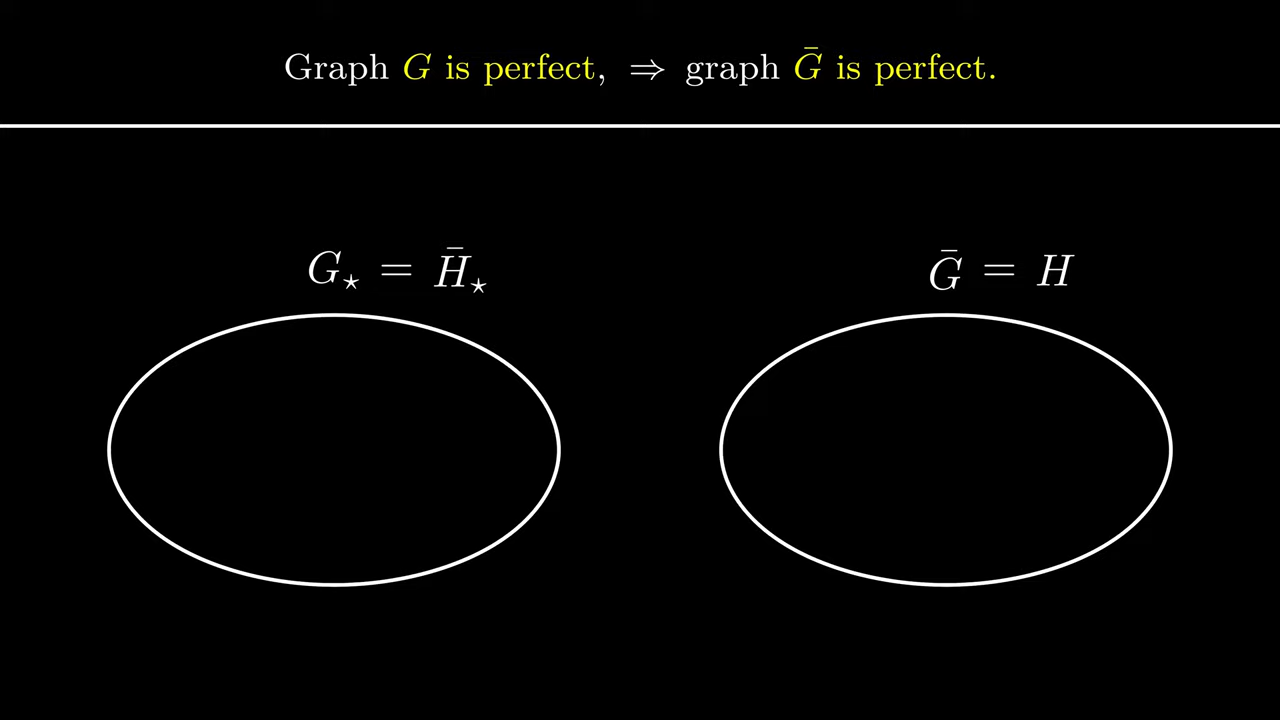 Graph G is perfect, ⇒ graph Ḡ is perfect.
G⋆ = H̄⋆
Ḡ = H